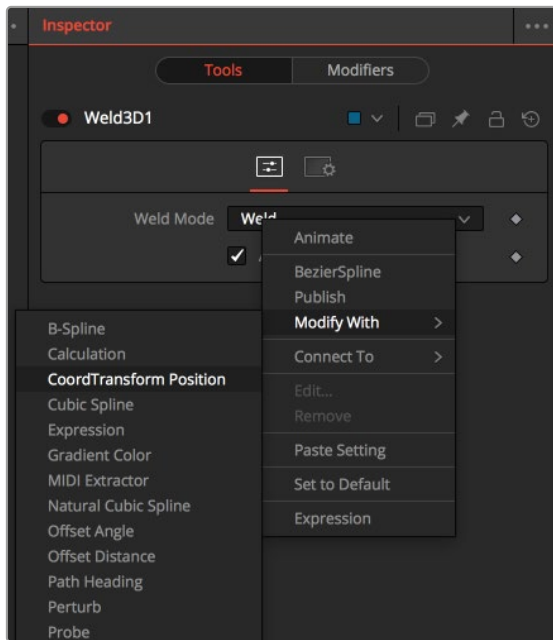 Inspector
Tools
Modifiers
Weld3D1
Weld Mode
Weld
Animate
BezierSpline
Publish
Modify With
Connect To
Edit...
Remove
Paste Setting
Set to Default
Expression
B-Spline
Calculation
CoordTransform Position
Cubic Spline
Expression
Gradient Color
MIDI Extractor
Natural Cubic Spline
Offset Angle
Offset Distance
Path Heading
Perturb
Probe